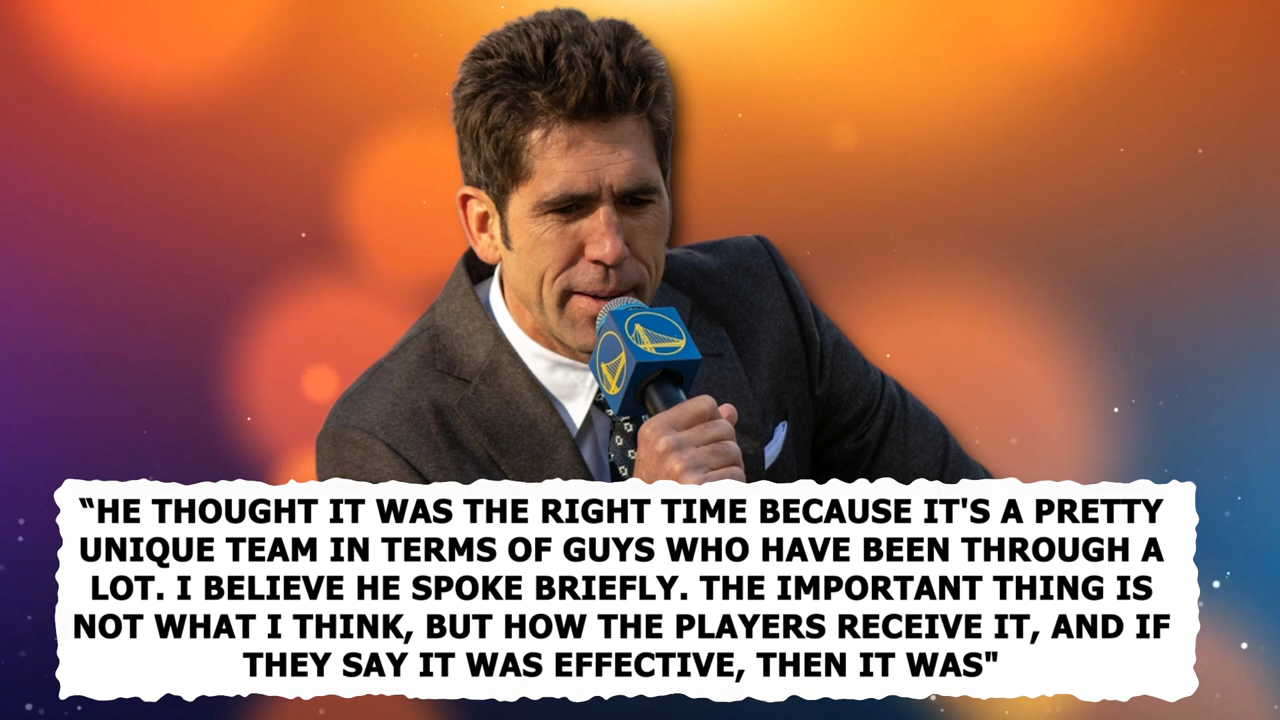 “HE THOUGHT IT WAS THE RIGHT TIME BECAUSE IT'S A PRETTY
UNIQUE TEAM IN TERMS OF GUYS WHO HAVE BEEN THROUGH A
LOT. I BELIEVE HE SPOKE BRIEFLY. THE IMPORTANT THING IS
NOT WHAT I THINK, BUT HOW THE PLAYERS RECEIVE IT, AND IF
THEY SAY IT WAS EFFECTIVE, THEN IT WAS"